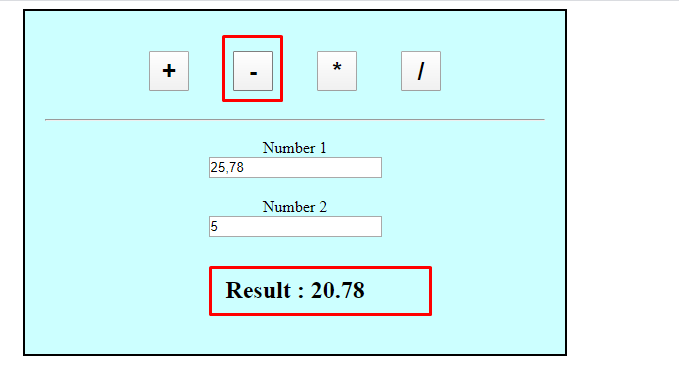 + - * /
Number 1
25,78
Number 2
5
Result : 20.78